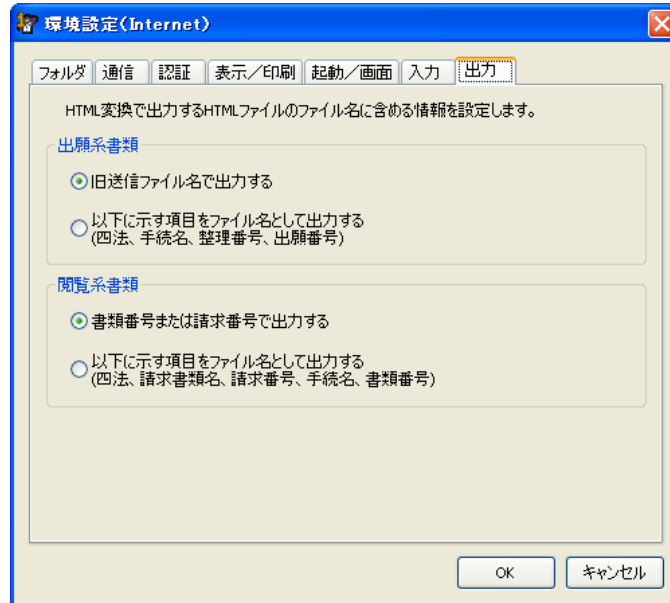 環境設定(Internet)
フォルダ 通信 認証 表示／印刷 起動／画面 入力 出力
HTML変換で出力するHTMLファイルのファイル名に含める情報を設定します。
出願系書類
旧送信ファイル名で出力する
以下に示す項目をファイル名として出力する
(四法、手続名、整理番号、出願番号)
閲覧系書類
書類番号または請求番号で出力する
以下に示す項目をファイル名として出力する
(四法、請求書類名、請求番号、手続名、書類番号)
OK キャンセル